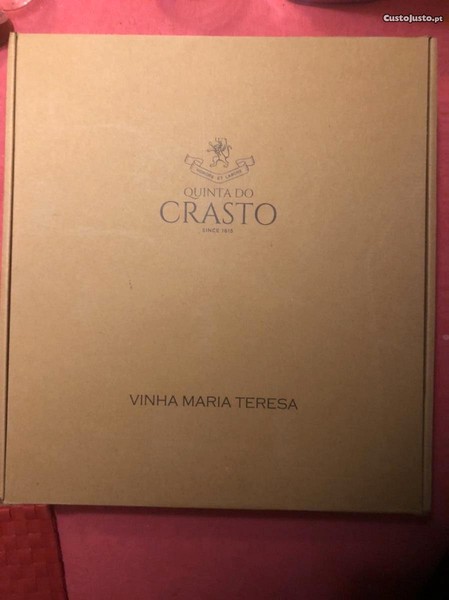 CustoJusto.pt
QUINTA DO
CRASTO
SINCE 1615
VINHA MARIA TERESA